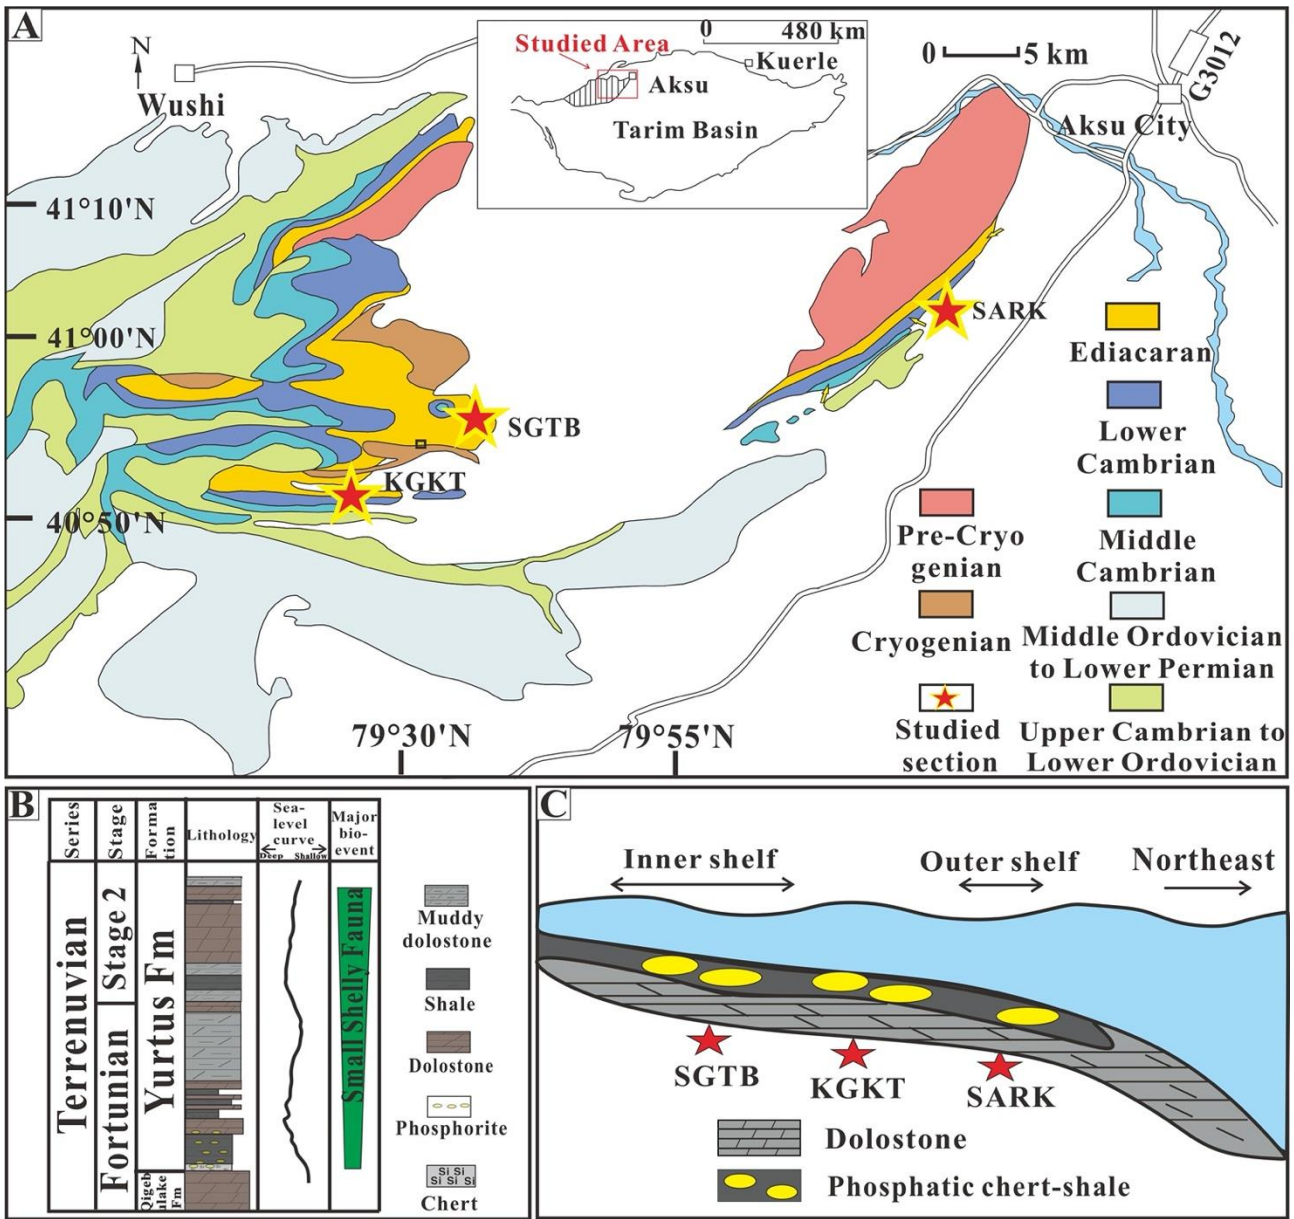 A
N
Wushi
Studied Area
0 480 km
Kuerle
Aksu
Tarim Basin
0 5 km
G3012
Aksu City
41°10'N
41°00'N
40°50'N
SARK
SGTB
KGKT
79°30'N
79°55'N
Ediacaran
Lower
Cambrian
Pre-Cryo
genian
Middle
Cambrian
Cryogenian
Middle Ordovician
to Lower Permian
Studied
section
Upper Cambrian to
Lower Ordovician
B
Series
Stage
Forma
tion
Lithology
Sea-
level
curve
Deep Shallow
Major
bio-
event
Terrenuvian
Stage 2
Fortunian
Yurtus Fm
Qigeb
ulake
Fm
Small Shelly Fauna
Muddy
dolostone
Shale
Dolostone
Phosphorite
Si Si
Si Si Si
Chert
C
Inner shelf
Outer shelf
Northeast
SGTB
KGKT
SARK
Dolostone
Phosphatic chert-shale